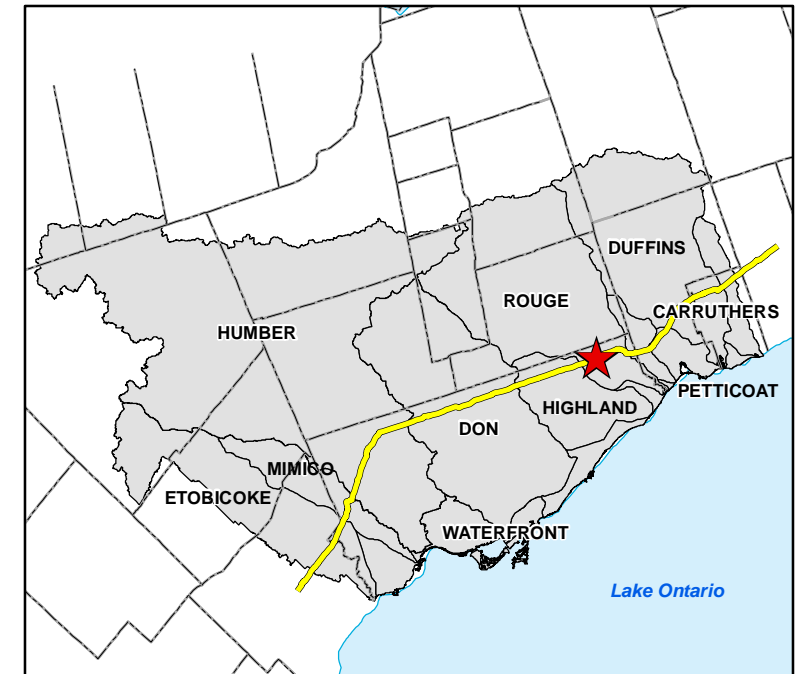 DUFFINS
ROUGE
CARRUTHERS
HUMBER
PETTICOAT
HIGHLAND
DON
MIMICO
ETOBICOKE
WATERFRONT
Lake Ontario